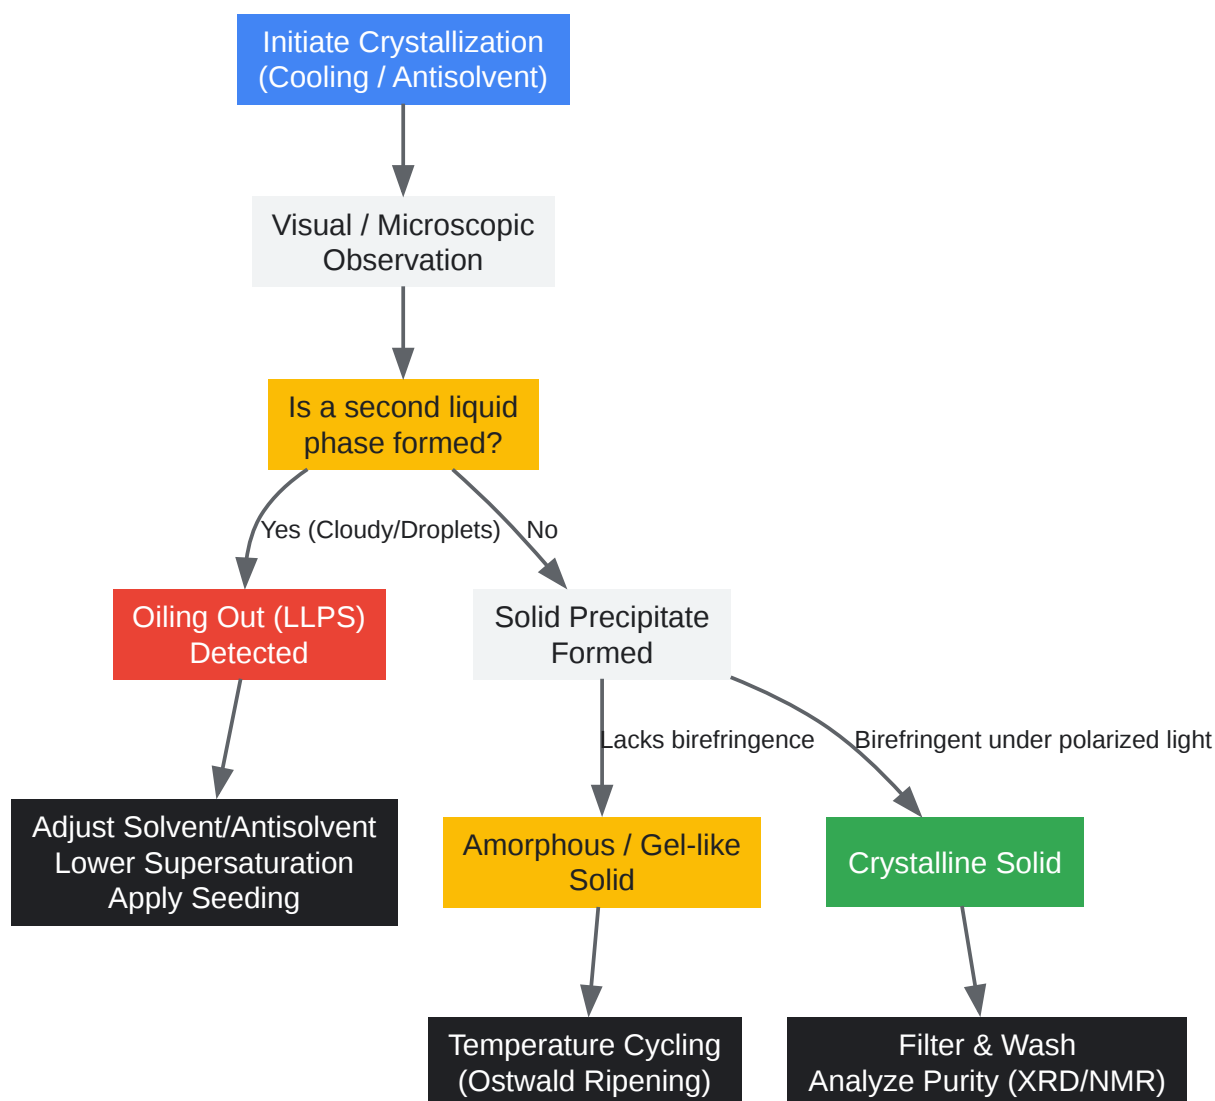 Initiate Crystallization
(Cooling / Antisolvent)
Visual / Microscopic
Observation
Is a second liquid
phase formed?
Yes (Cloudy/Droplets)
No
Oiling Out (LLPS)
Detected
Solid Precipitate
Formed
Lacks birefringence
Birefringent under polarized light
Adjust Solvent/Antisolvent
Lower Supersaturation
Apply Seeding
Amorphous / Gel-like
Solid
Crystalline Solid
Temperature Cycling
(Ostwald Ripening)
Filter & Wash
Analyze Purity (XRD/NMR)